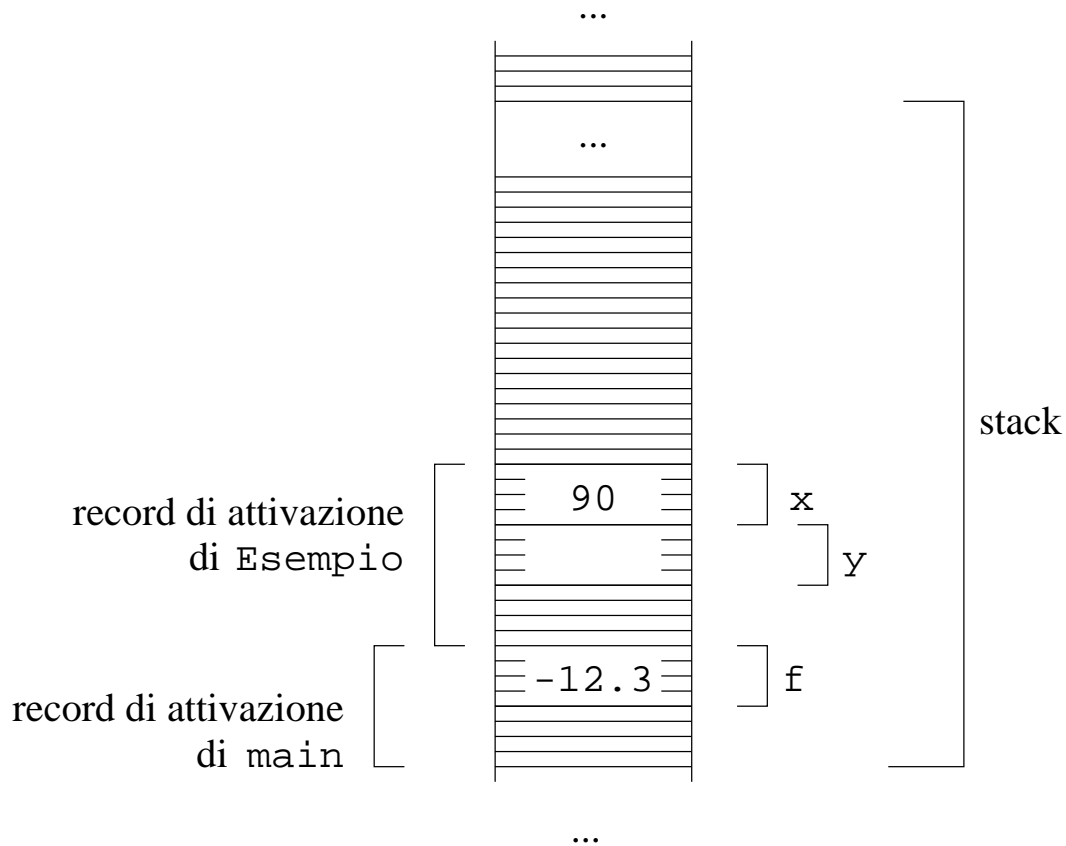 ...
...
stack
90
x
record di attivazione
di Esempio
y
-12.3
f
record di attivazione
di main
...